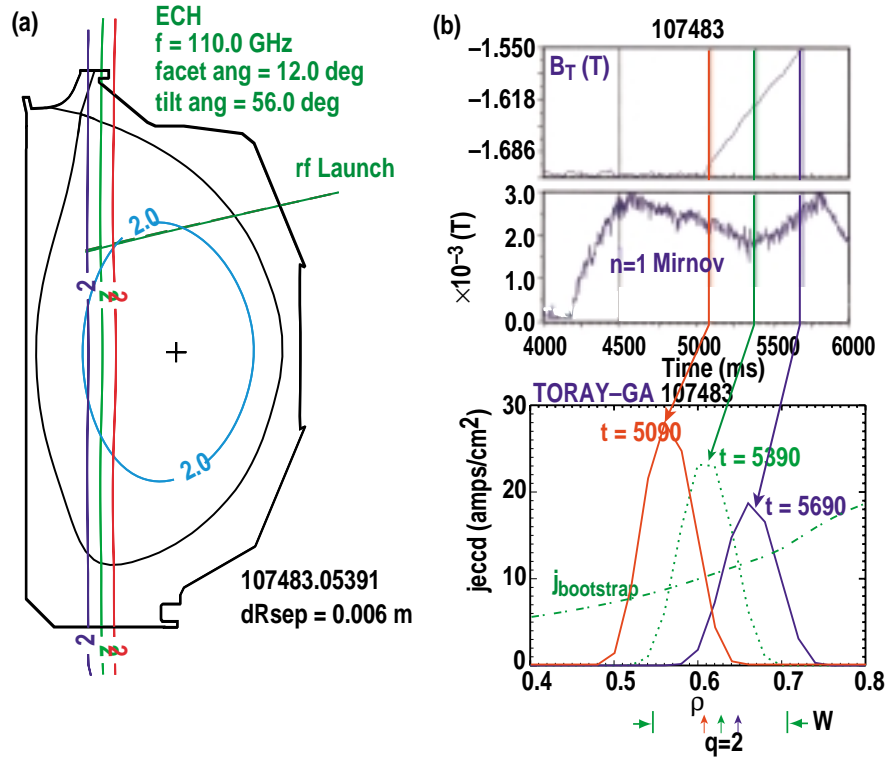 (a)
ECH
f = 110.0 GHz
facet ang = 12.0 deg
tilt ang = 56.0 deg
rf Launch
2.0
2
2
2
2.0
107483.05391
dRsep = 0.006 m
2
2
2
(b)
107483
B_T (T)
−1.550
−1.618
−1.686
×10⁻³ (T)
3.0
2.0
1.0
0.0
n=1 Mirnov
4000
4500
5000
5500
6000
Time (ms)
TORAY–GA 107483
jeccd (amps/cm²)
30
20
10
0
t = 5090
t = 5390
t = 5690
j_bootstrap
0.4
0.5
0.6
0.7
0.8
ρ
W
q=2